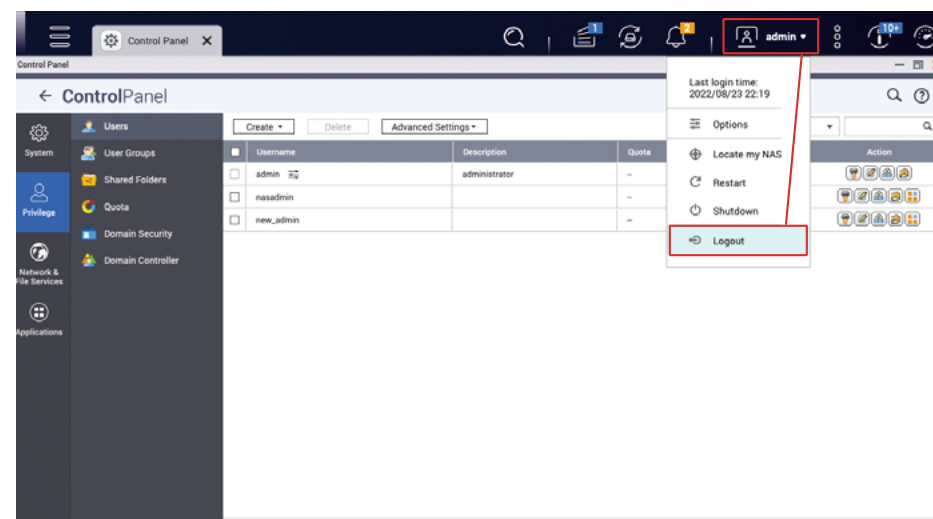 Control Panel
1
2
admin
10+
Control Panel
ControlPanel
Last login time:
2022/08/23 22:19
Options
Locate my NAS
Restart
Shutdown
Logout
System
Privilege
Network &
File Services
Applications
Users
User Groups
Shared Folders
Quota
Domain Security
Domain Controller
Create
Delete
Advanced Settings
Username
Description
Quota
Action
admin
administrator
–
nasadmin
–
new_admin
–